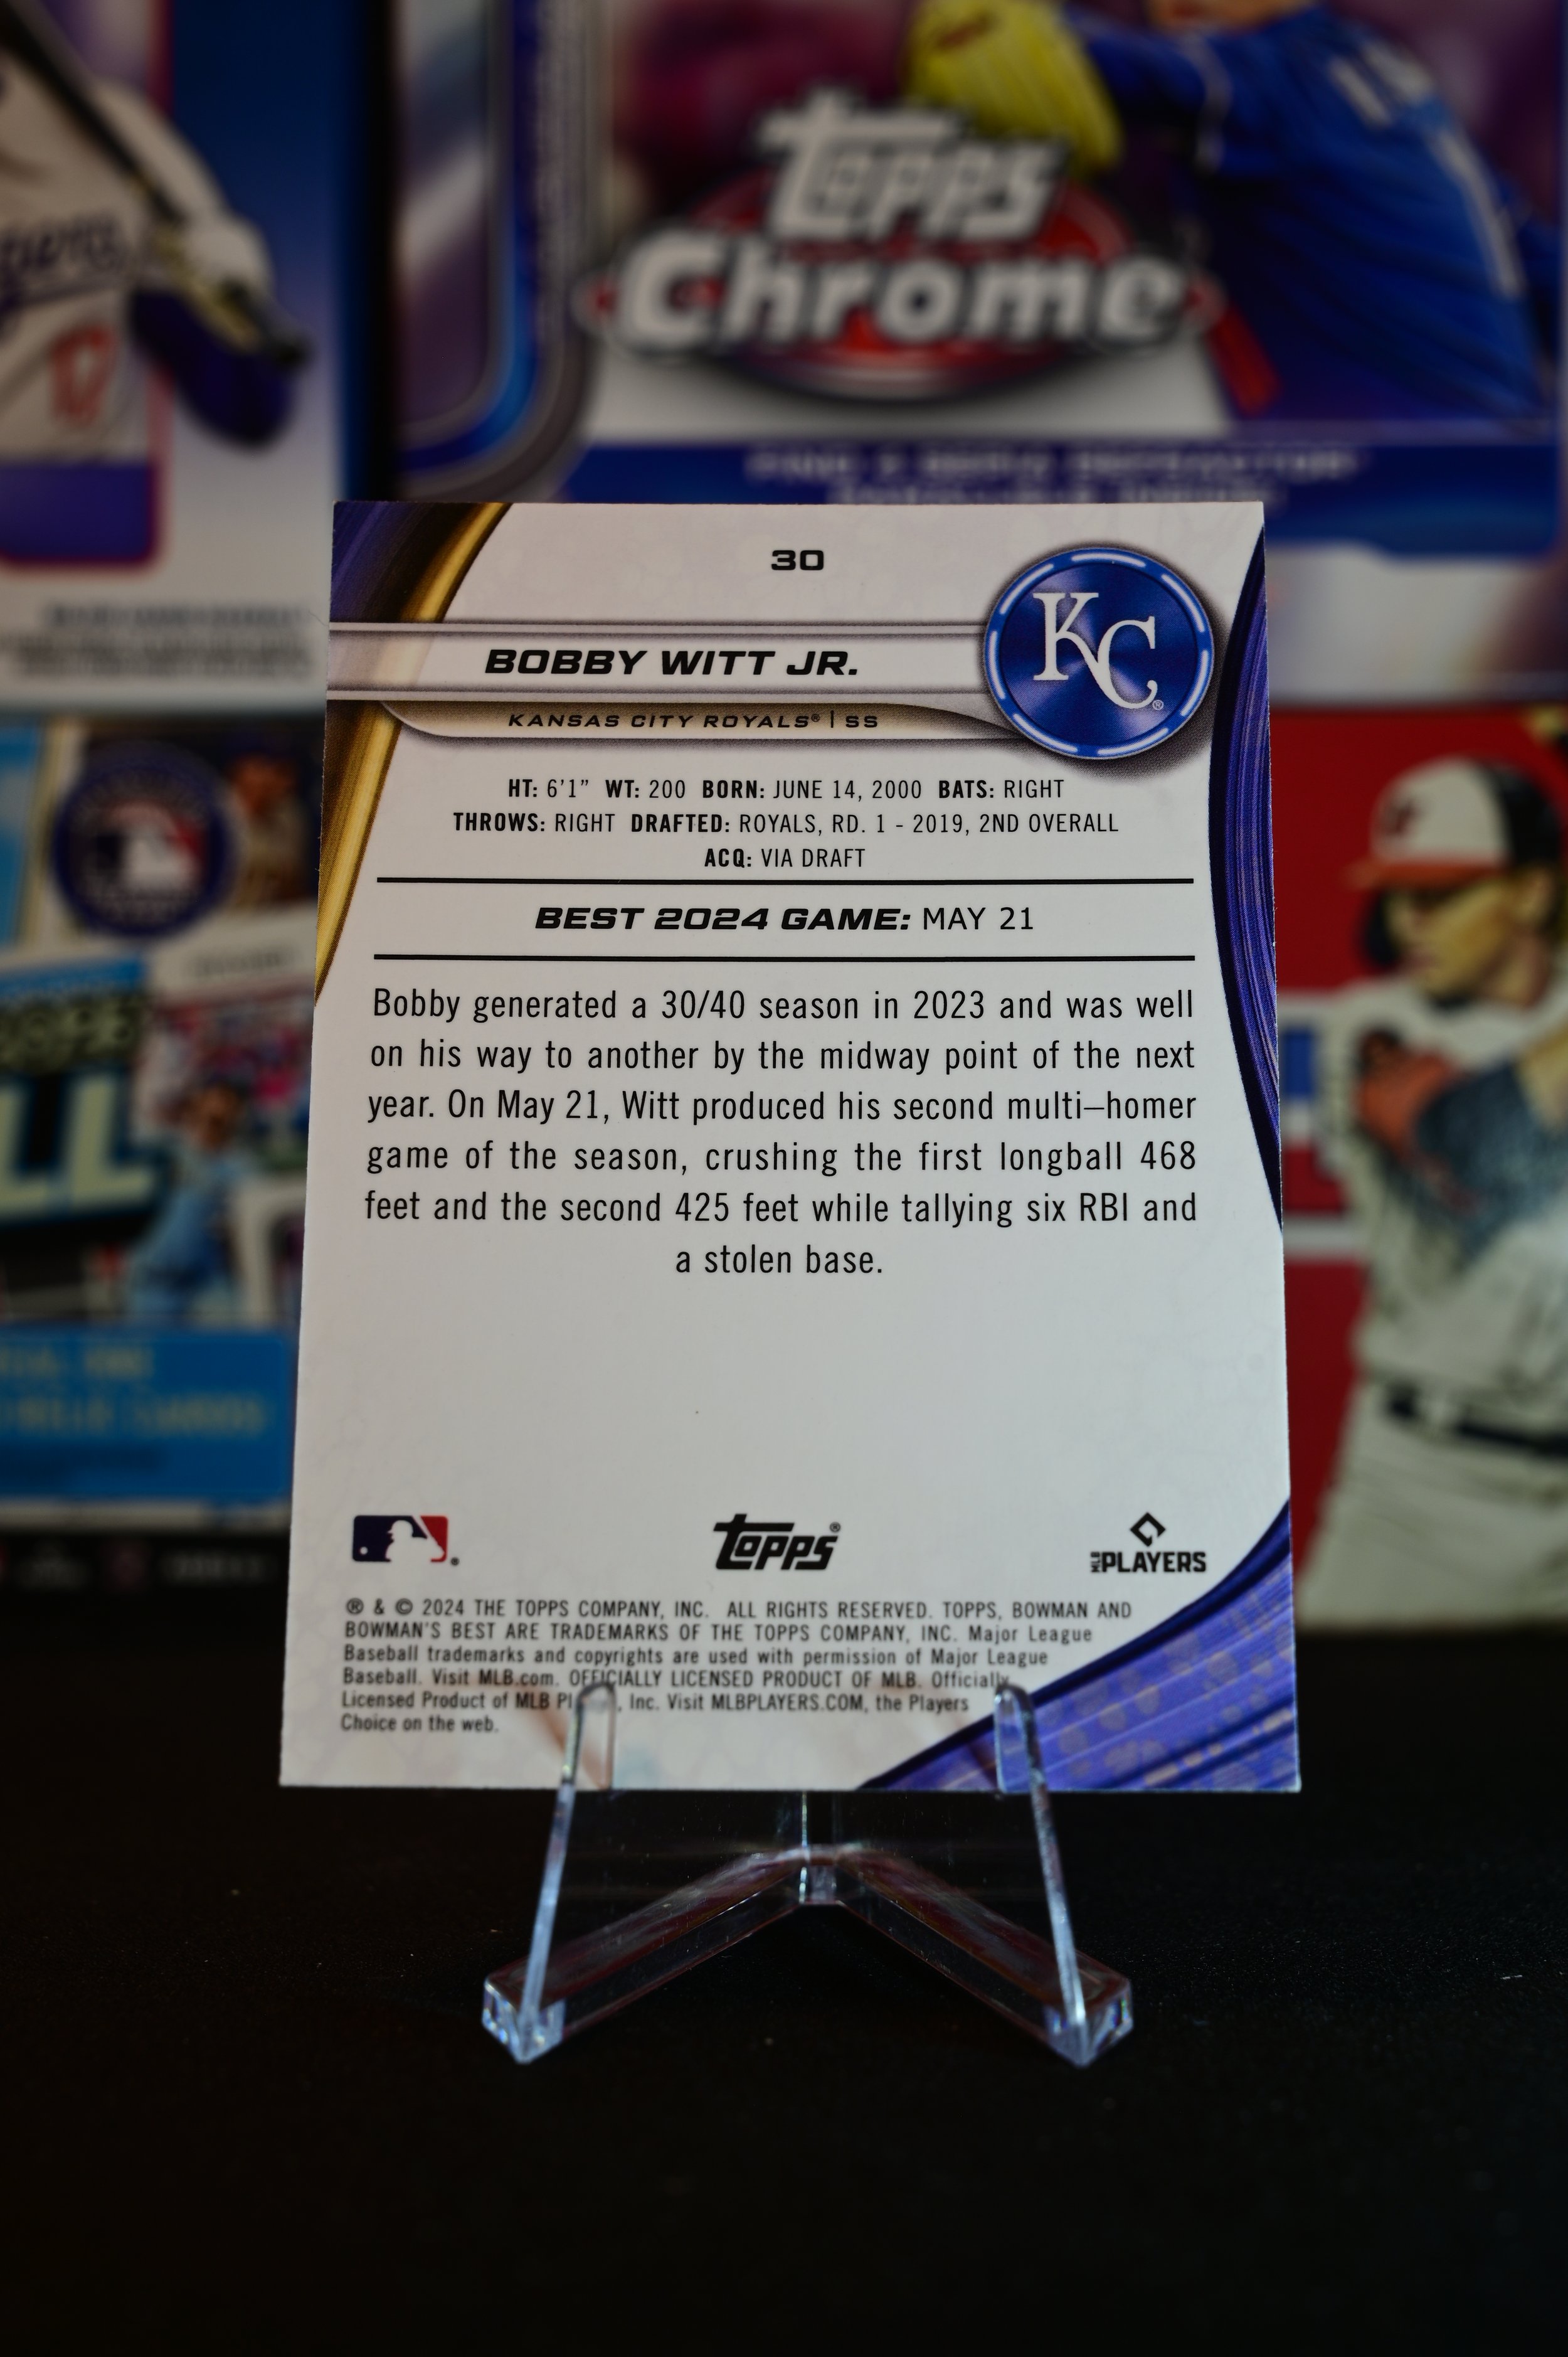 Topps
Chrome
gers
17
30
BOBBY WITT JR.
KC®
KANSAS CITY ROYALS® | SS
HT: 6'1" WT: 200 BORN: JUNE 14, 2000 BATS: RIGHT
THROWS: RIGHT DRAFTED: ROYALS, RD. 1 - 2019, 2ND OVERALL
ACQ: VIA DRAFT
BEST 2024 GAME: MAY 21
Bobby generated a 30/40 season in 2023 and was well
on his way to another by the midway point of the next
year. On May 21, Witt produced his second multi–homer
game of the season, crushing the first longball 468
feet and the second 425 feet while tallying six RBI and
a stolen base.
Topps®
MLB PLAYERS
® & © 2024 THE TOPPS COMPANY, INC. ALL RIGHTS RESERVED. TOPPS, BOWMAN AND
BOWMAN'S BEST ARE TRADEMARKS OF THE TOPPS COMPANY, INC. Major League
Baseball trademarks and copyrights are used with permission of Major League
Baseball. Visit MLB.com. OFFICIALLY LICENSED PRODUCT OF MLB. Officially
Licensed Product of MLB Pl , Inc. Visit MLBPLAYERS.COM, the Players
Choice on the web.